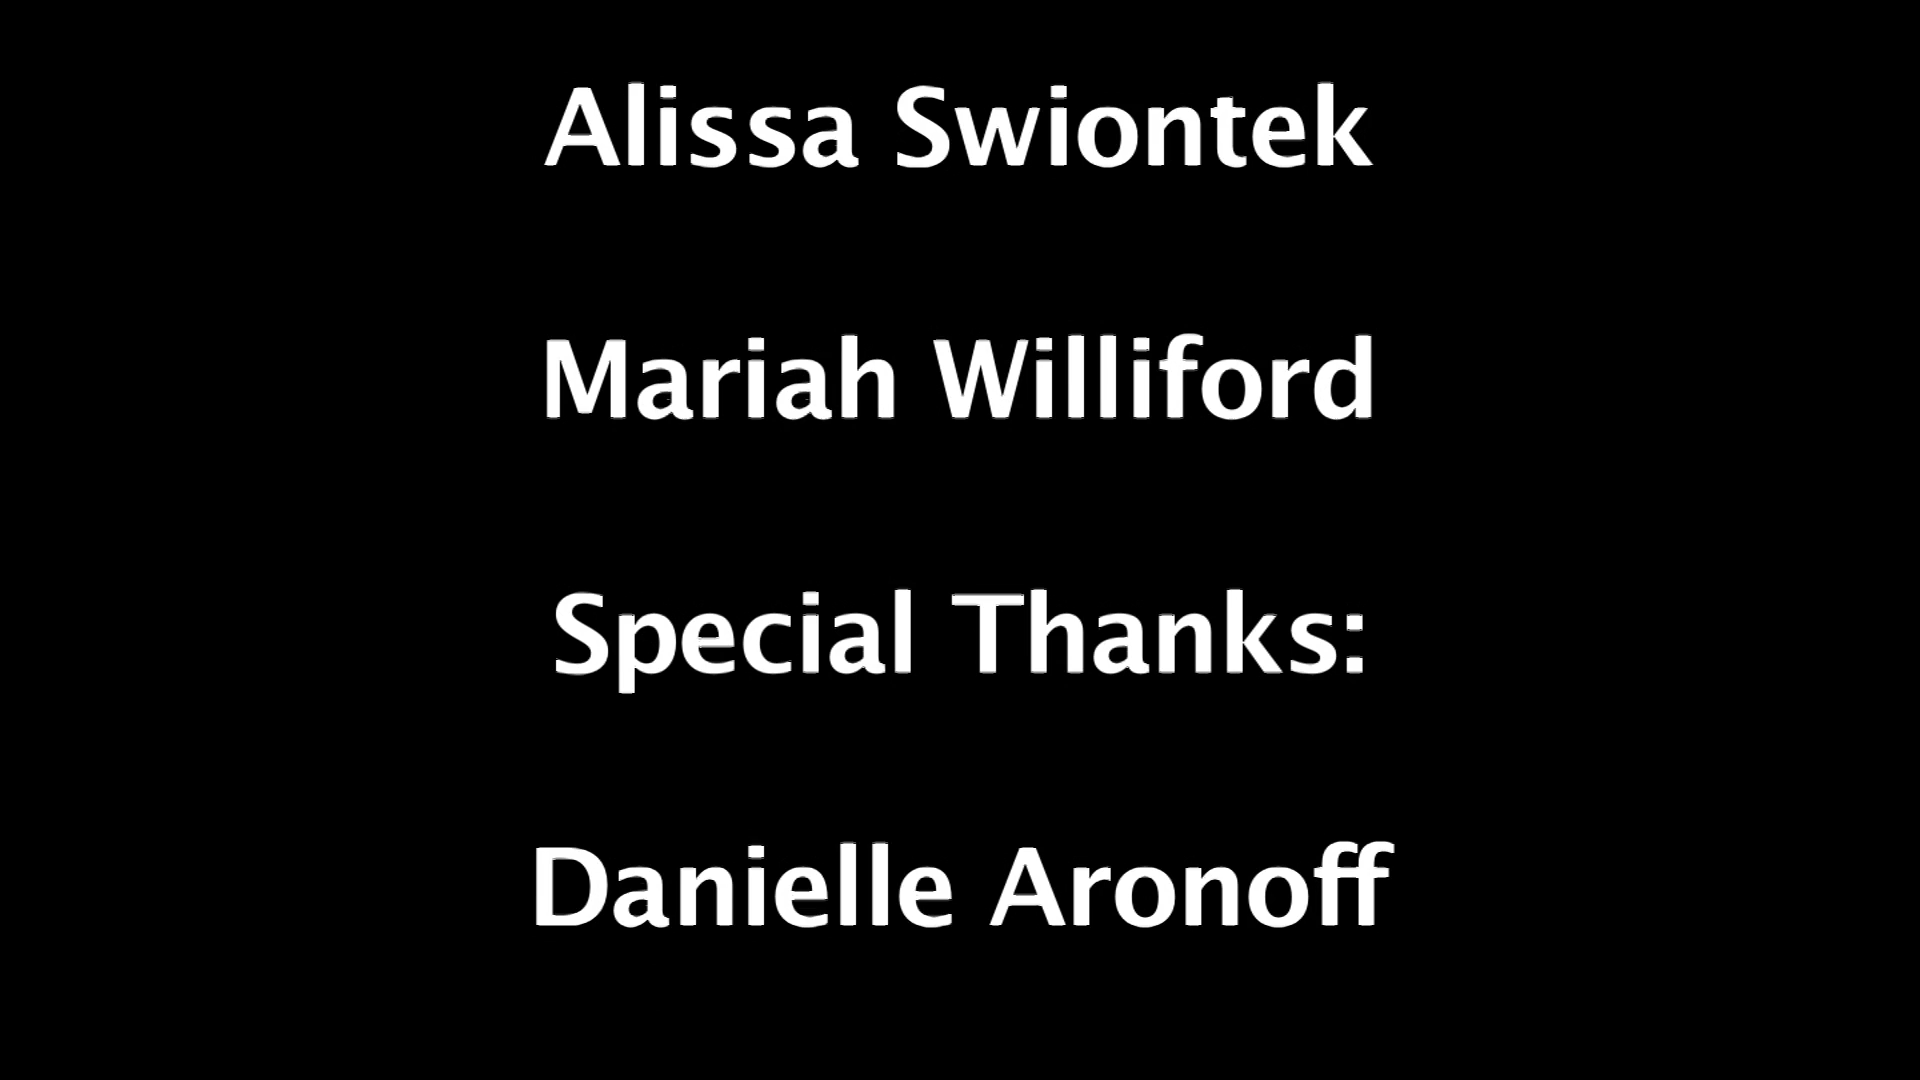 Alissa Swiontek
Mariah Williford
Special Thanks:
Danielle Aronoff